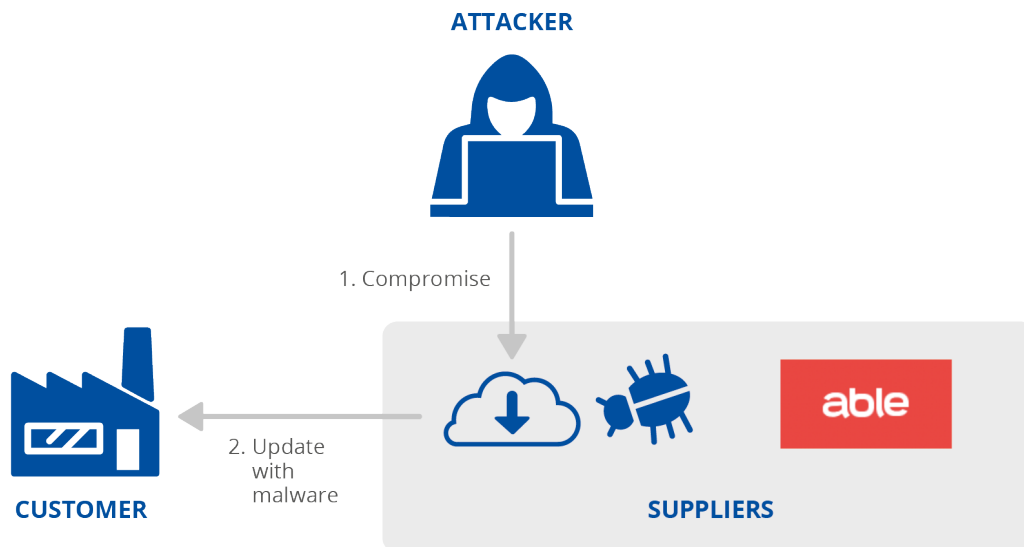 ATTACKER
1. Compromise
2. Update
with
malware
able
CUSTOMER
SUPPLIERS